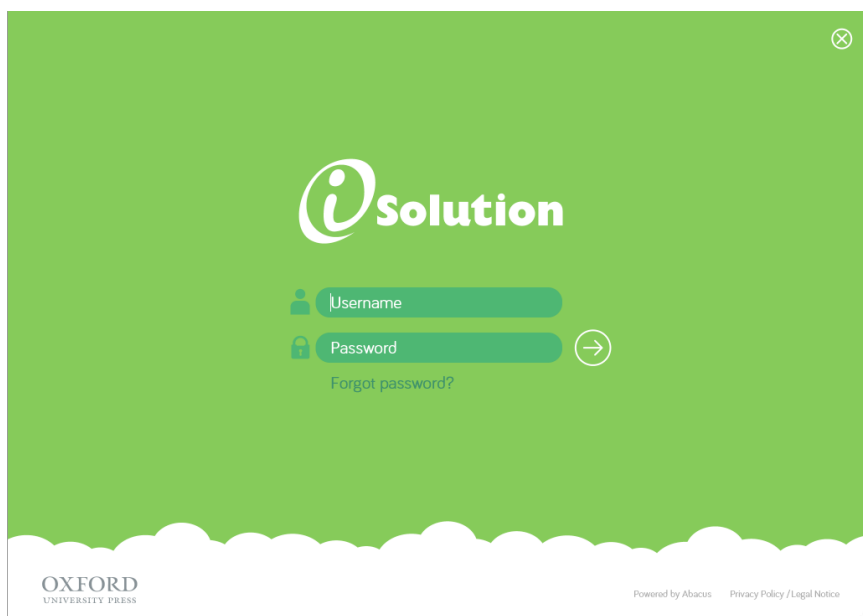 iSolution
Username
Password
Forgot password?
OXFORD
UNIVERSITY PRESS
Powered by Abacus Privacy Policy / Legal Notice